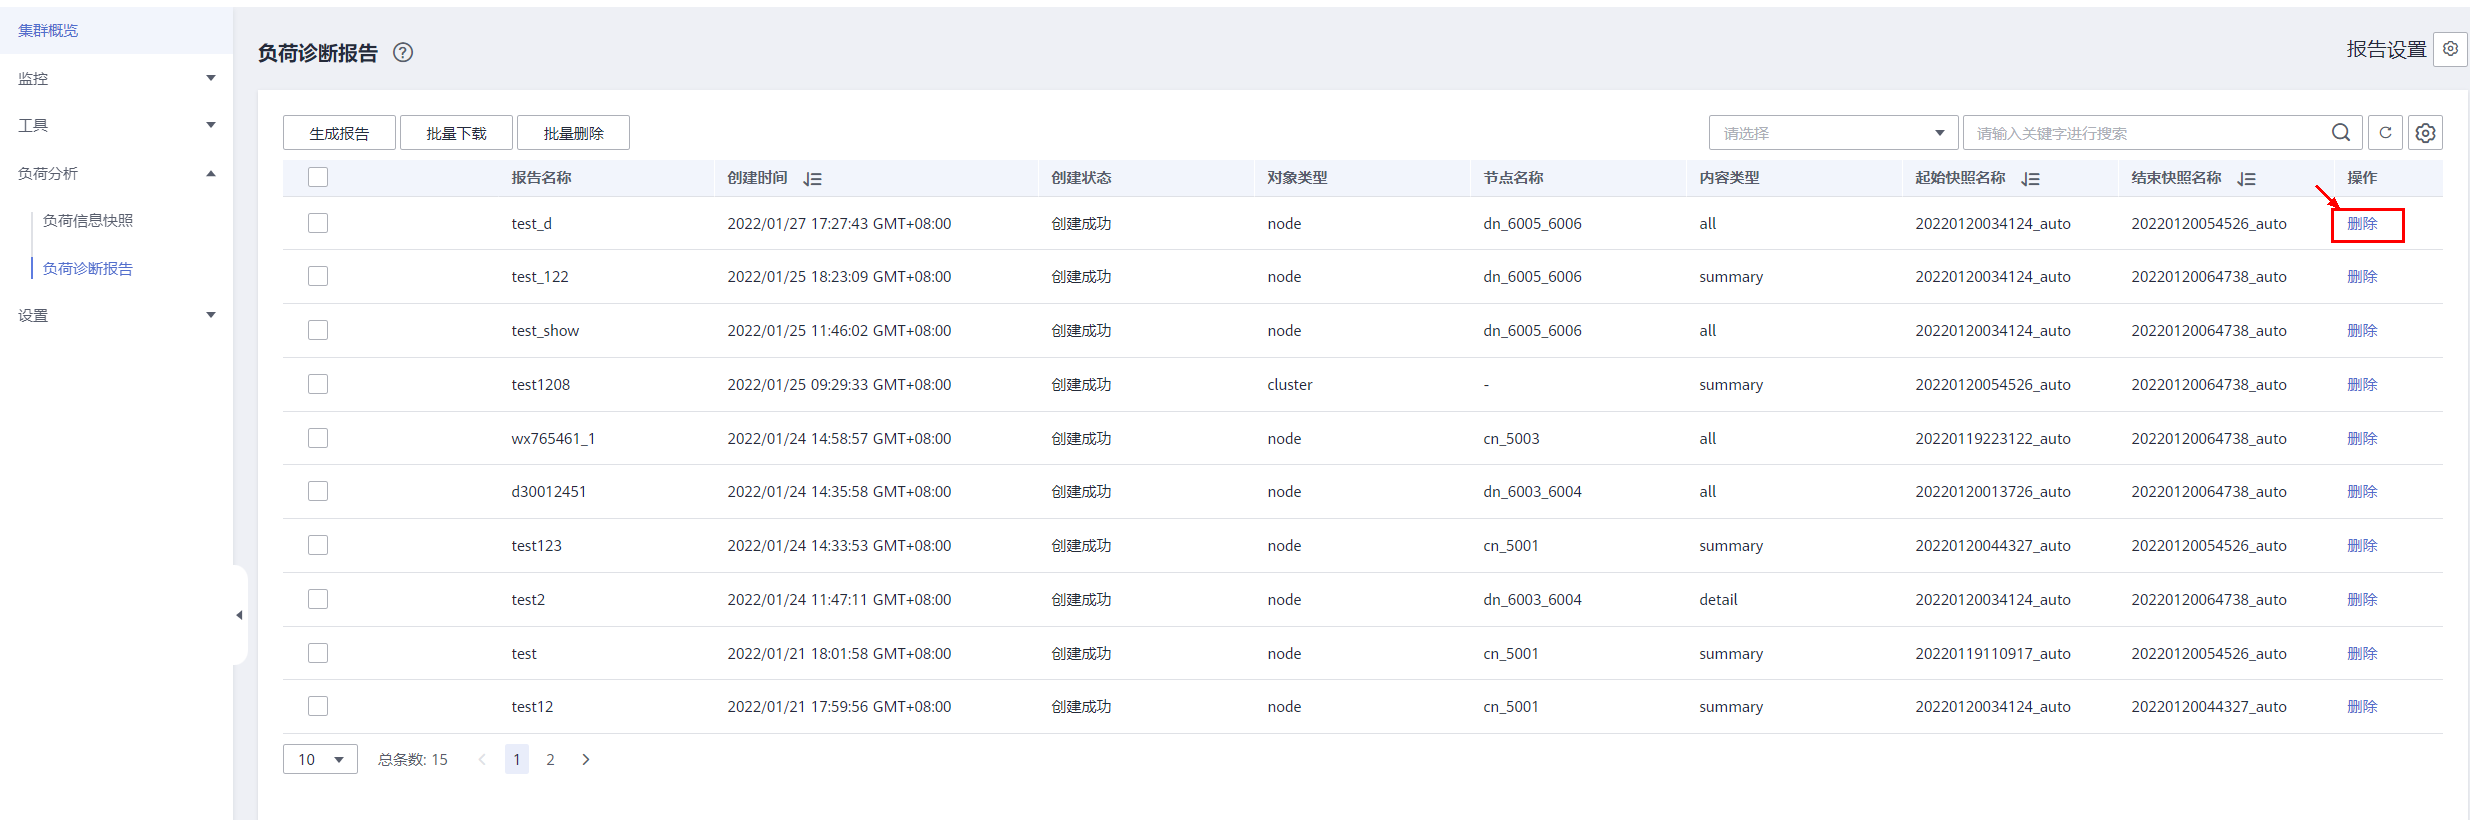 集群概览
监控
工具
负荷分析
负荷信息快照
负荷诊断报告
设置
负荷诊断报告 ?
报告设置
生成报告 批量下载 批量删除 请选择 请输入关键字进行搜索
报告名称 创建时间 创建状态 对象类型 节点名称 内容类型 起始快照名称 结束快照名称 操作
test_d 2022/01/27 17:27:43 GMT+08:00 创建成功 node dn_6005_6006 all 20220120034124_auto 20220120054526_auto 删除
test_122 2022/01/25 18:23:09 GMT+08:00 创建成功 node dn_6005_6006 summary 20220120034124_auto 20220120064738_auto 删除
test_show 2022/01/25 11:46:02 GMT+08:00 创建成功 node dn_6005_6006 all 20220120034124_auto 20220120064738_auto 删除
test1208 2022/01/25 09:29:33 GMT+08:00 创建成功 cluster - summary 20220120054526_auto 20220120064738_auto 删除
wx765461_1 2022/01/24 14:58:57 GMT+08:00 创建成功 node cn_5003 all 20220119223122_auto 20220120064738_auto 删除
d30012451 2022/01/24 14:35:58 GMT+08:00 创建成功 node dn_6003_6004 all 20220120013726_auto 20220120064738_auto 删除
test123 2022/01/24 14:33:53 GMT+08:00 创建成功 node cn_5001 summary 20220120044327_auto 20220120054526_auto 删除
test2 2022/01/24 11:47:11 GMT+08:00 创建成功 node dn_6003_6004 detail 20220120034124_auto 20220120064738_auto 删除
test 2022/01/21 18:01:58 GMT+08:00 创建成功 node cn_5001 summary 20220119110917_auto 20220120054526_auto 删除
test12 2022/01/21 17:59:56 GMT+08:00 创建成功 node cn_5001 summary 20220120034124_auto 20220120044327_auto 删除
10 总条数: 15 < 1 2 >